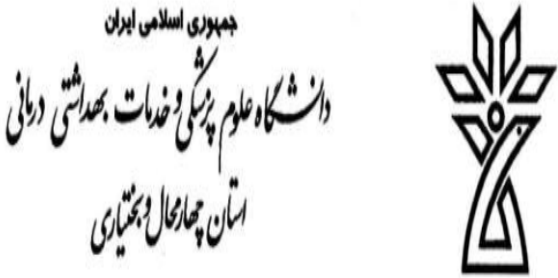 جمهوری اسلامی ایران
دانشگاه علوم پزشکی و خدمات بهداشتی درمانی
استان چهارمحال و بختیاری